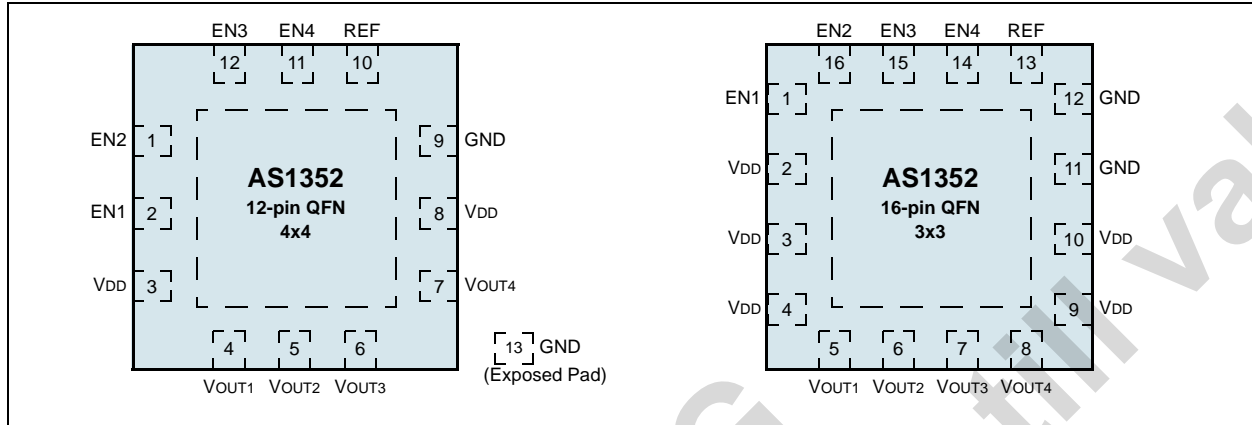 EN3 EN4 REF
12 11 10
EN2 1
9 GND
AS1352
12-pin QFN
4x4
EN1 2
8 VDD
VDD 3
7 VOUT4
4 5 6
VOUT1 VOUT2 VOUT3
13 GND
(Exposed Pad)
EN2 EN3 EN4 REF
16 15 14 13
EN1 1
12 GND
VDD 2
11 GND
AS1352
16-pin QFN
3x3
VDD 3
10 VDD
VDD 4
9 VDD
5 6 7 8
VOUT1 VOUT2 VOUT3 VOUT4
till